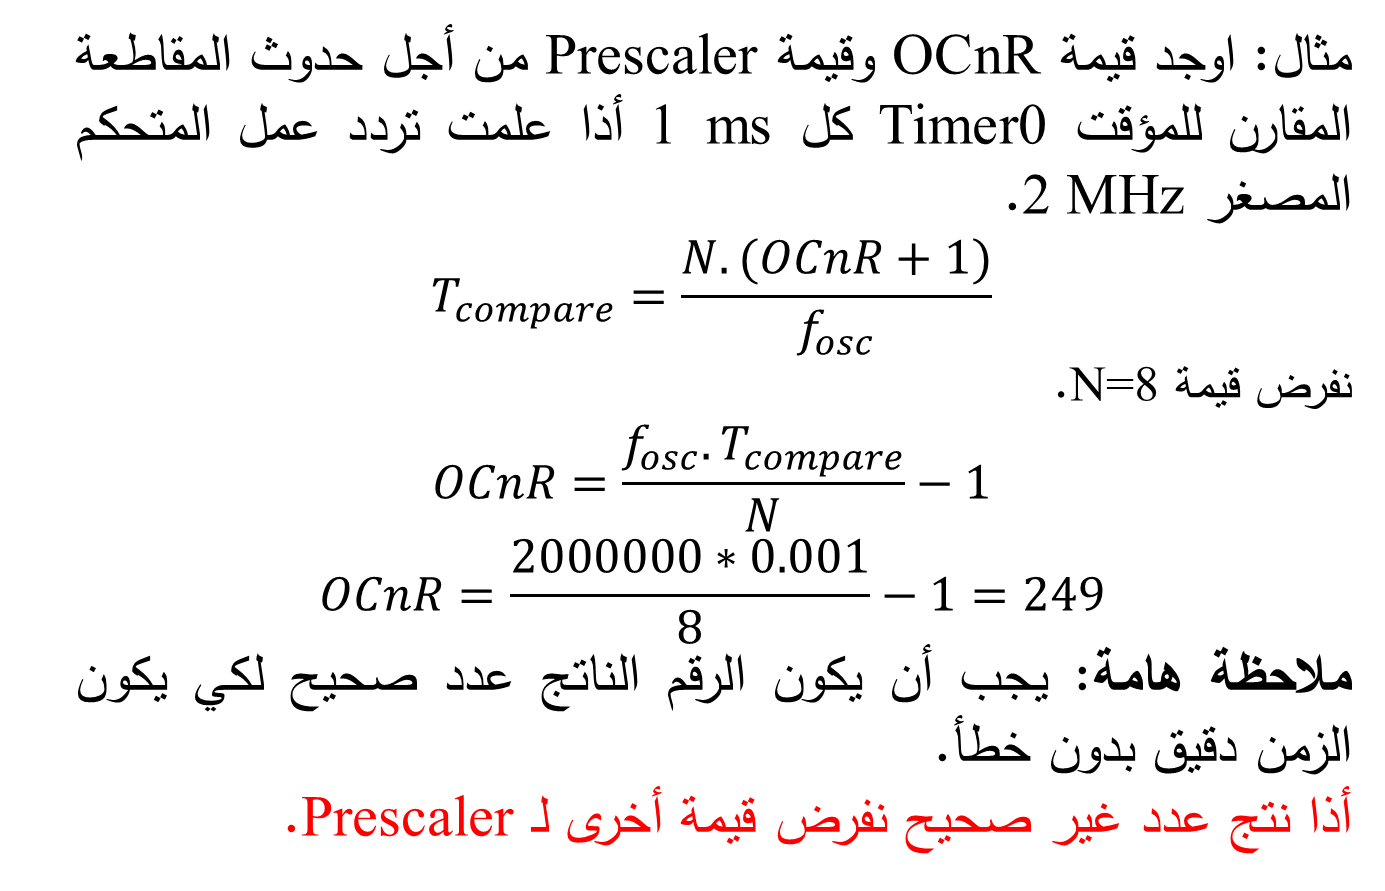 مثال: اوجد قيمة OCnR وقيمة Prescaler من أجل حدوث المقاطعة
المقارن للمؤقت Timer0 كل 1 ms أذا علمت تردد عمل المتحكم
المصغر 2 MHz.
T_compare = N.(OCnR + 1) / f_osc
نفرض قيمة N=8.
OCnR = f_osc.T_compare / N − 1
OCnR = 2000000 ∗ 0.001 / 8 − 1 = 249
ملاحظة هامة: يجب أن يكون الرقم الناتج عدد صحيح لكي يكون
الزمن دقيق بدون خطأ.
أذا نتج عدد غير صحيح نفرض قيمة أخرى لـ Prescaler.